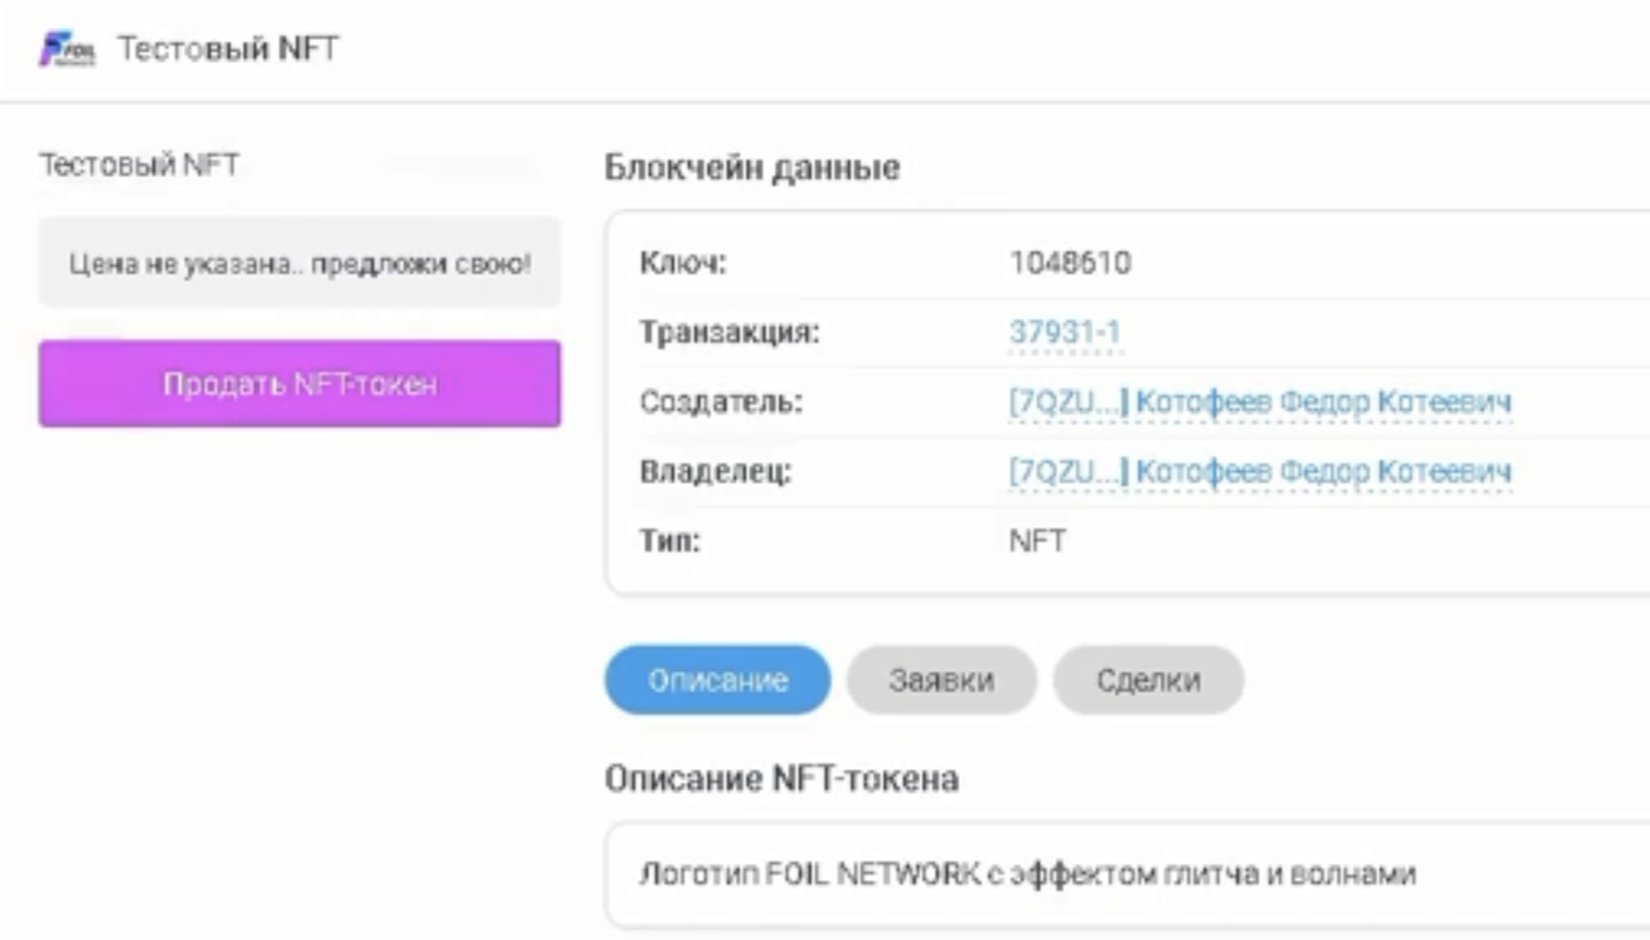 FOIL Тестовый NFT
Тестовый NFT
Цена не указана.. предложи свою!
Продать NFT-токен
Блокчейн данные
Ключ: 1048610
Транзакция: 37931-1
Создатель: [7QZU...] Котофеев Федор Котеевич
Владелец: [7QZU...] Котофеев Федор Котеевич
Тип: NFT
Описание Заявки Сделки
Описание NFT-токена
Логотип FOIL NETWORK с эффектом глитча и волнами